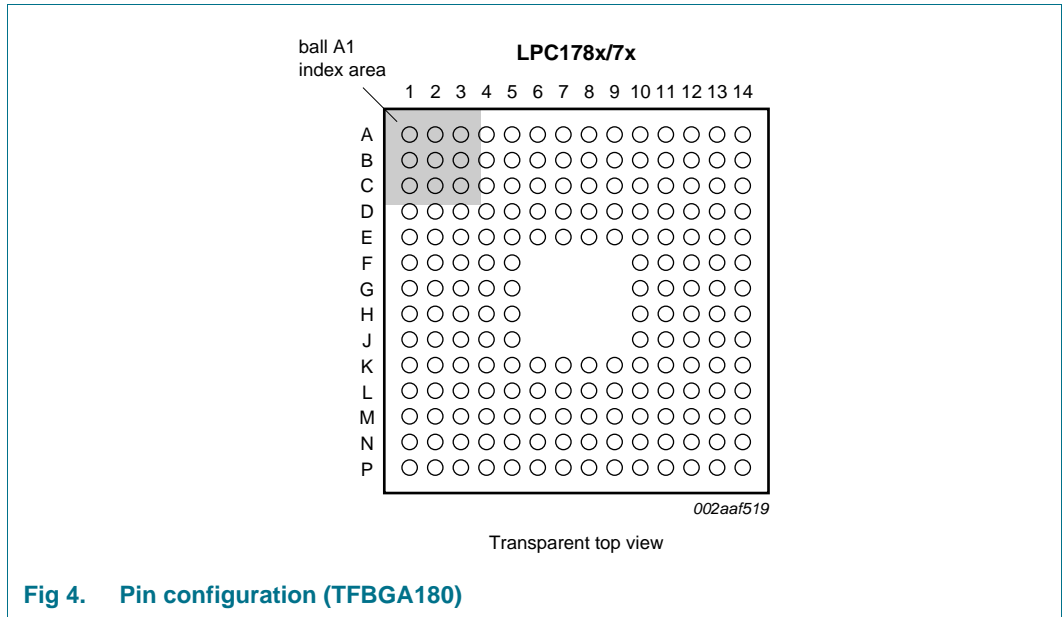 ball A1
index area
LPC178x/7x
1 2 3 4 5 6 7 8 9 10 11 12 13 14
A
B
C
D
E
F
G
H
J
K
L
M
N
P
002aaf519
Transparent top view
Fig 4. Pin configuration (TFBGA180)